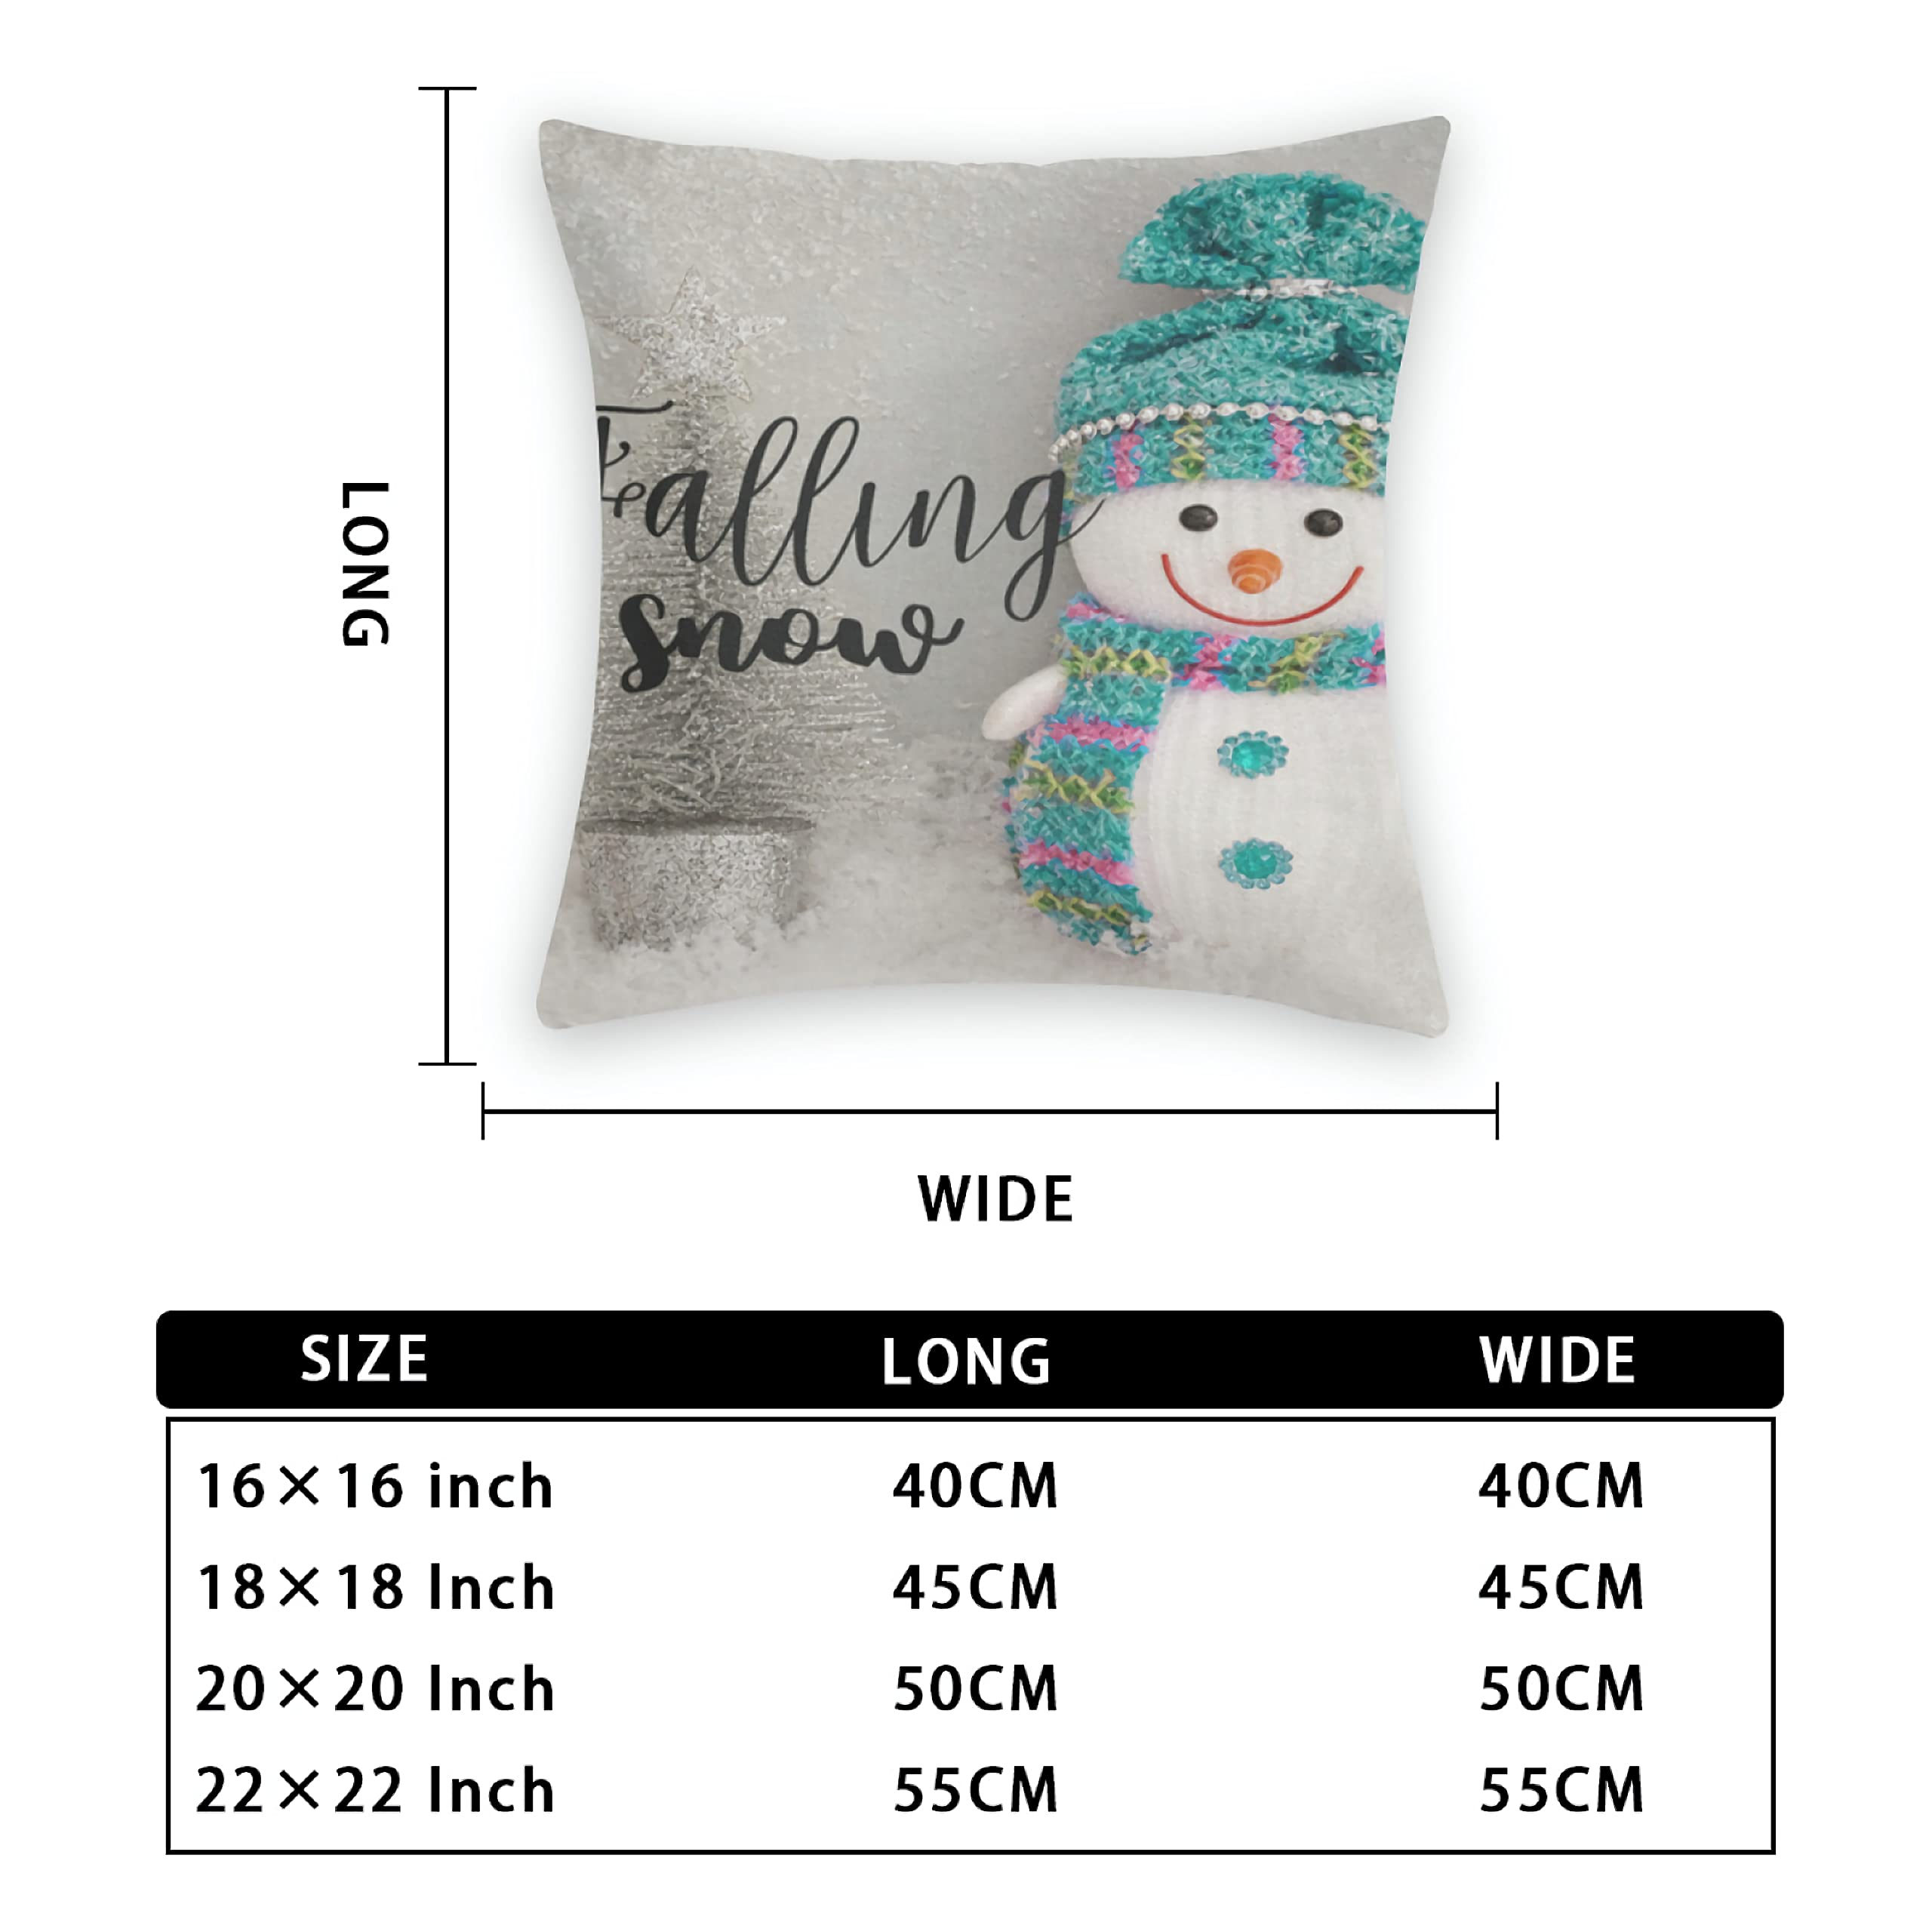 Falling
snow
LONG
WIDE
SIZE LONG WIDE
16×16 inch 40CM 40CM
18×18 Inch 45CM 45CM
20×20 Inch 50CM 50CM
22×22 Inch 55CM 55CM